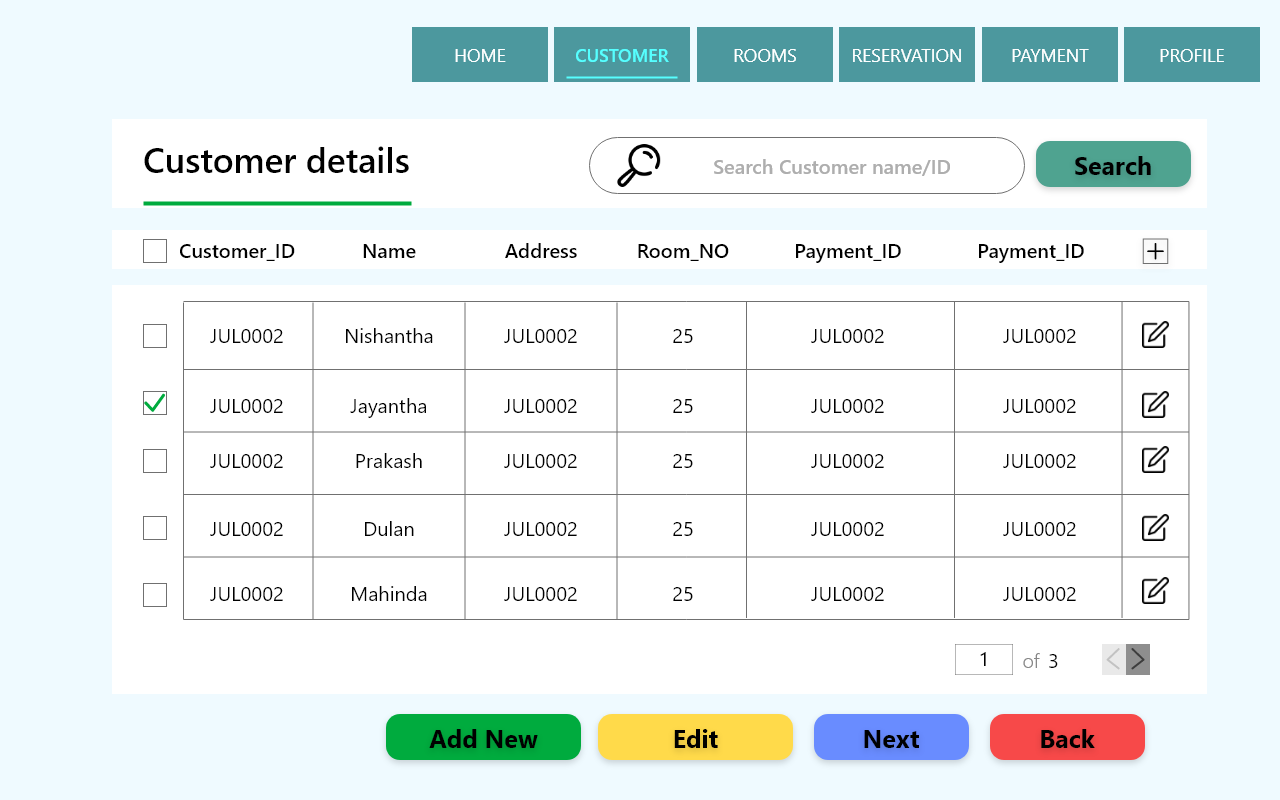 HOME CUSTOMER ROOMS RESERVATION PAYMENT PROFILE
Customer details Search Customer name/ID Search
Customer_ID Name Address Room_NO Payment_ID Payment_ID
JUL0002 Nishantha JUL0002 25 JUL0002 JUL0002
JUL0002 Jayantha JUL0002 25 JUL0002 JUL0002
JUL0002 Prakash JUL0002 25 JUL0002 JUL0002
JUL0002 Dulan JUL0002 25 JUL0002 JUL0002
JUL0002 Mahinda JUL0002 25 JUL0002 JUL0002
1 of 3
Add New Edit Next Back